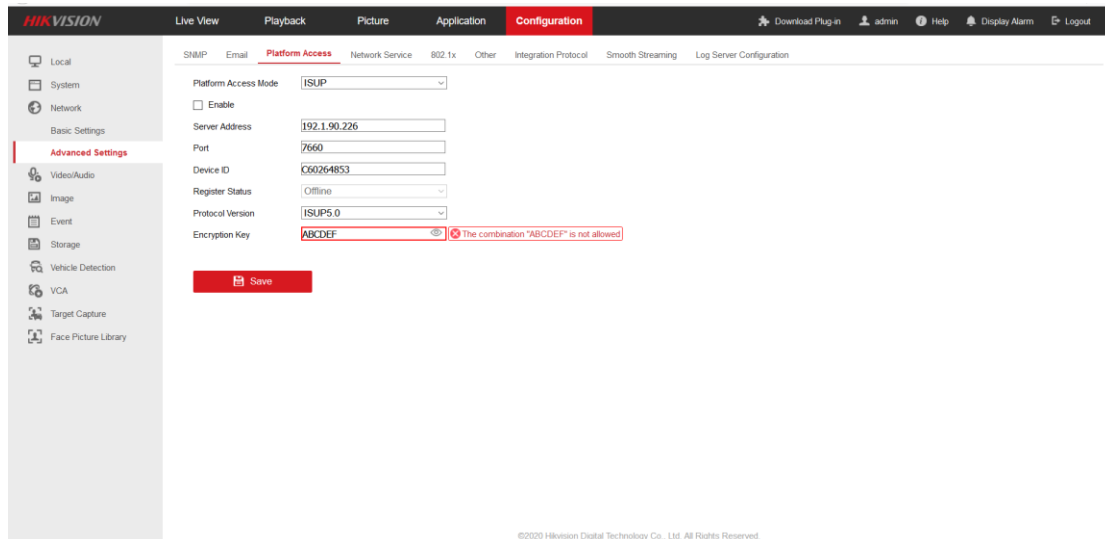 HIKVISION Live View Playback Picture Application Configuration Download Plug-in admin Help Display Alarm Logout
Local
System
Network
Basic Settings
Advanced Settings
Video/Audio
Image
Event
Storage
Vehicle Detection
VCA
Target Capture
Face Picture Library
SNMP Email Platform Access Network Service 802.1x Other Integration Protocol Smooth Streaming Log Server Configuration
Platform Access Mode ISUP
Enable
Server Address 192.1.90.226
Port 7660
Device ID C60264853
Register Status Offline
Protocol Version ISUP5.0
Encryption Key ABCDEF The combination "ABCDEF" is not allowed
Save
©2020 Hikvision Digital Technology Co., Ltd. All Rights Reserved.